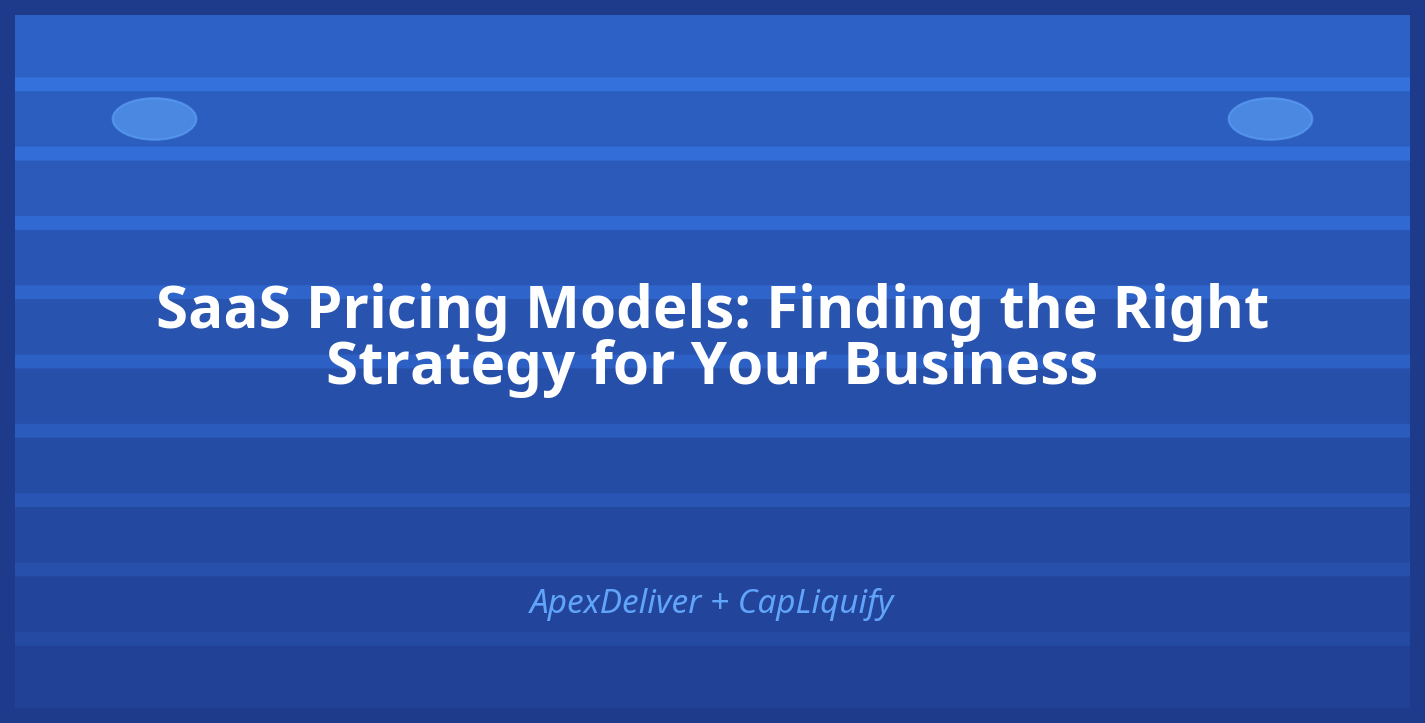 SaaS Pricing Models: Finding the Right
Strategy for Your Business
ApexDeliver + CapLiquify